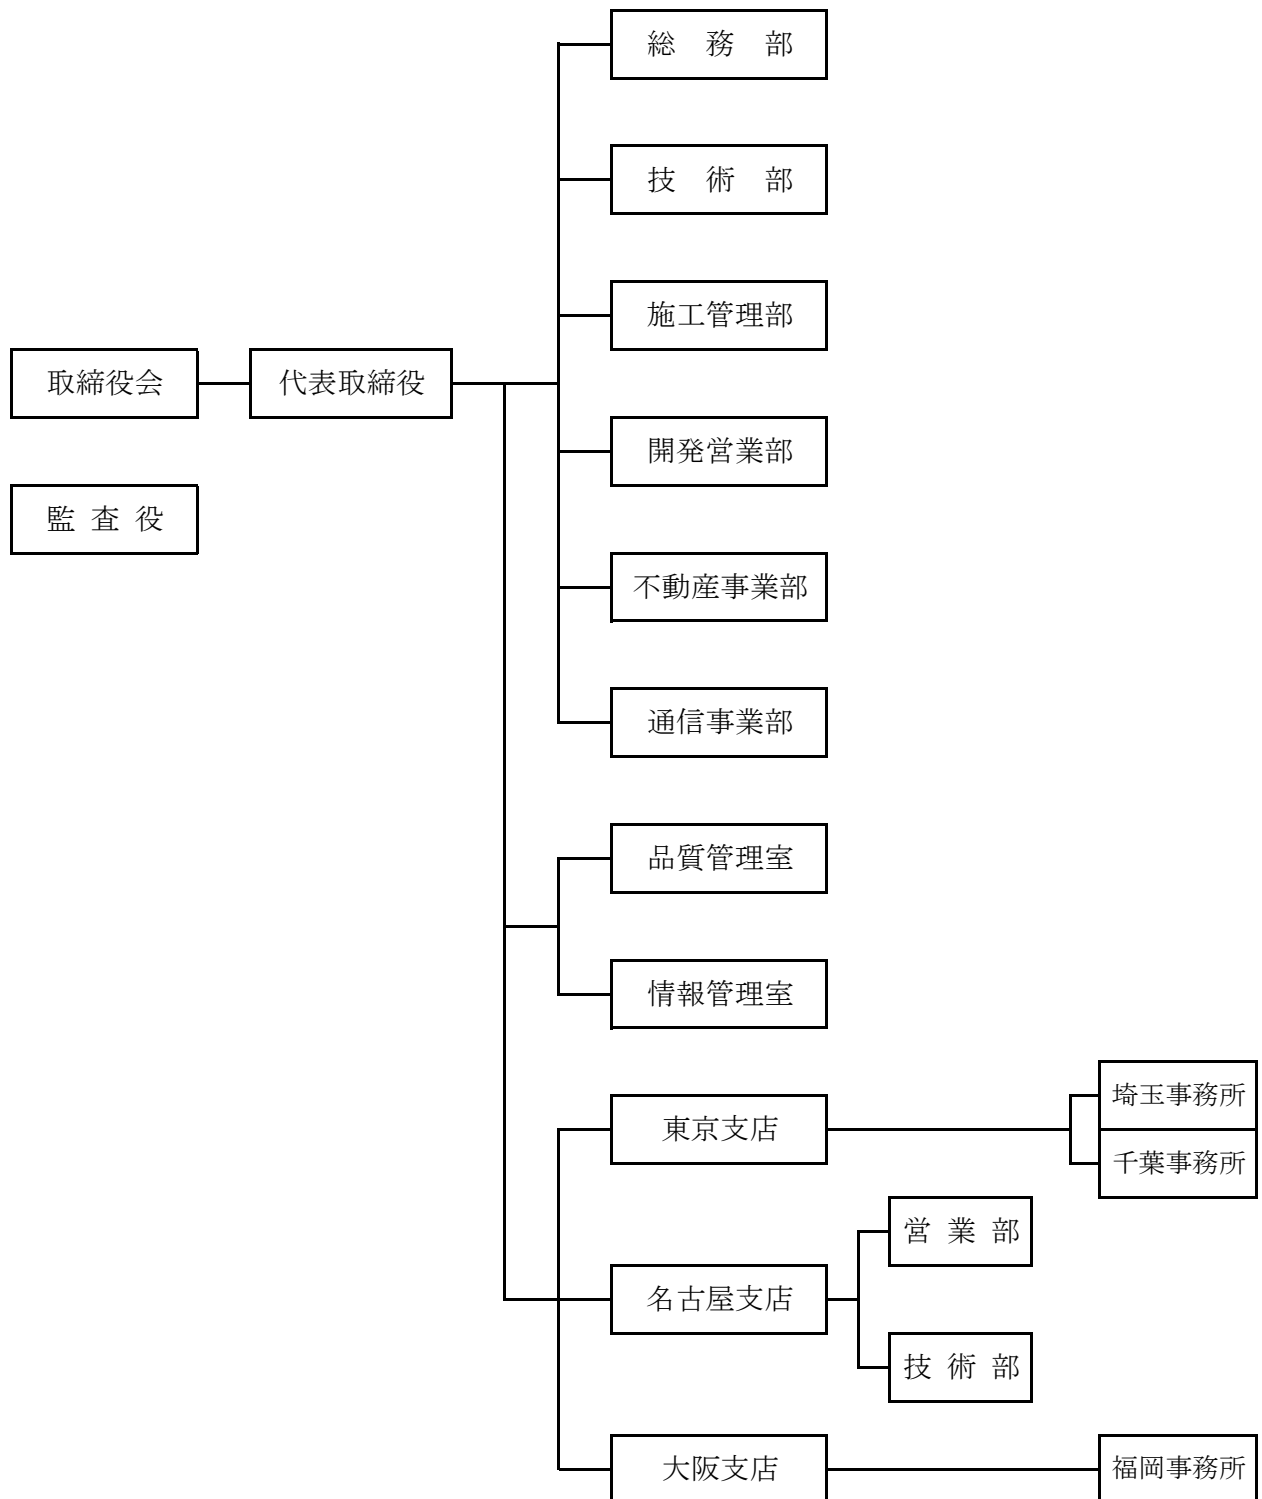 総　務　部
技　術　部
施工管理部
取締役会
代表取締役
開発営業部
監 査 役
不動産事業部
通信事業部
品質管理室
情報管理室
東京支店
埼玉事務所
千葉事務所
名古屋支店
営 業 部
技 術 部
大阪支店
福岡事務所